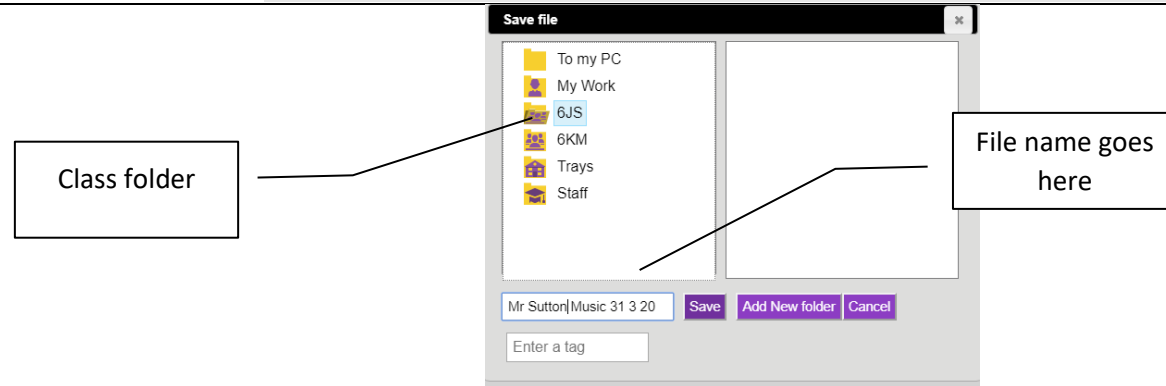 Save file
To my PC
My Work
6JS
6KM
Trays
Staff
Class folder
File name goes
here
Mr Sutton Music 31 3 20
Save
Add New folder
Cancel
Enter a tag